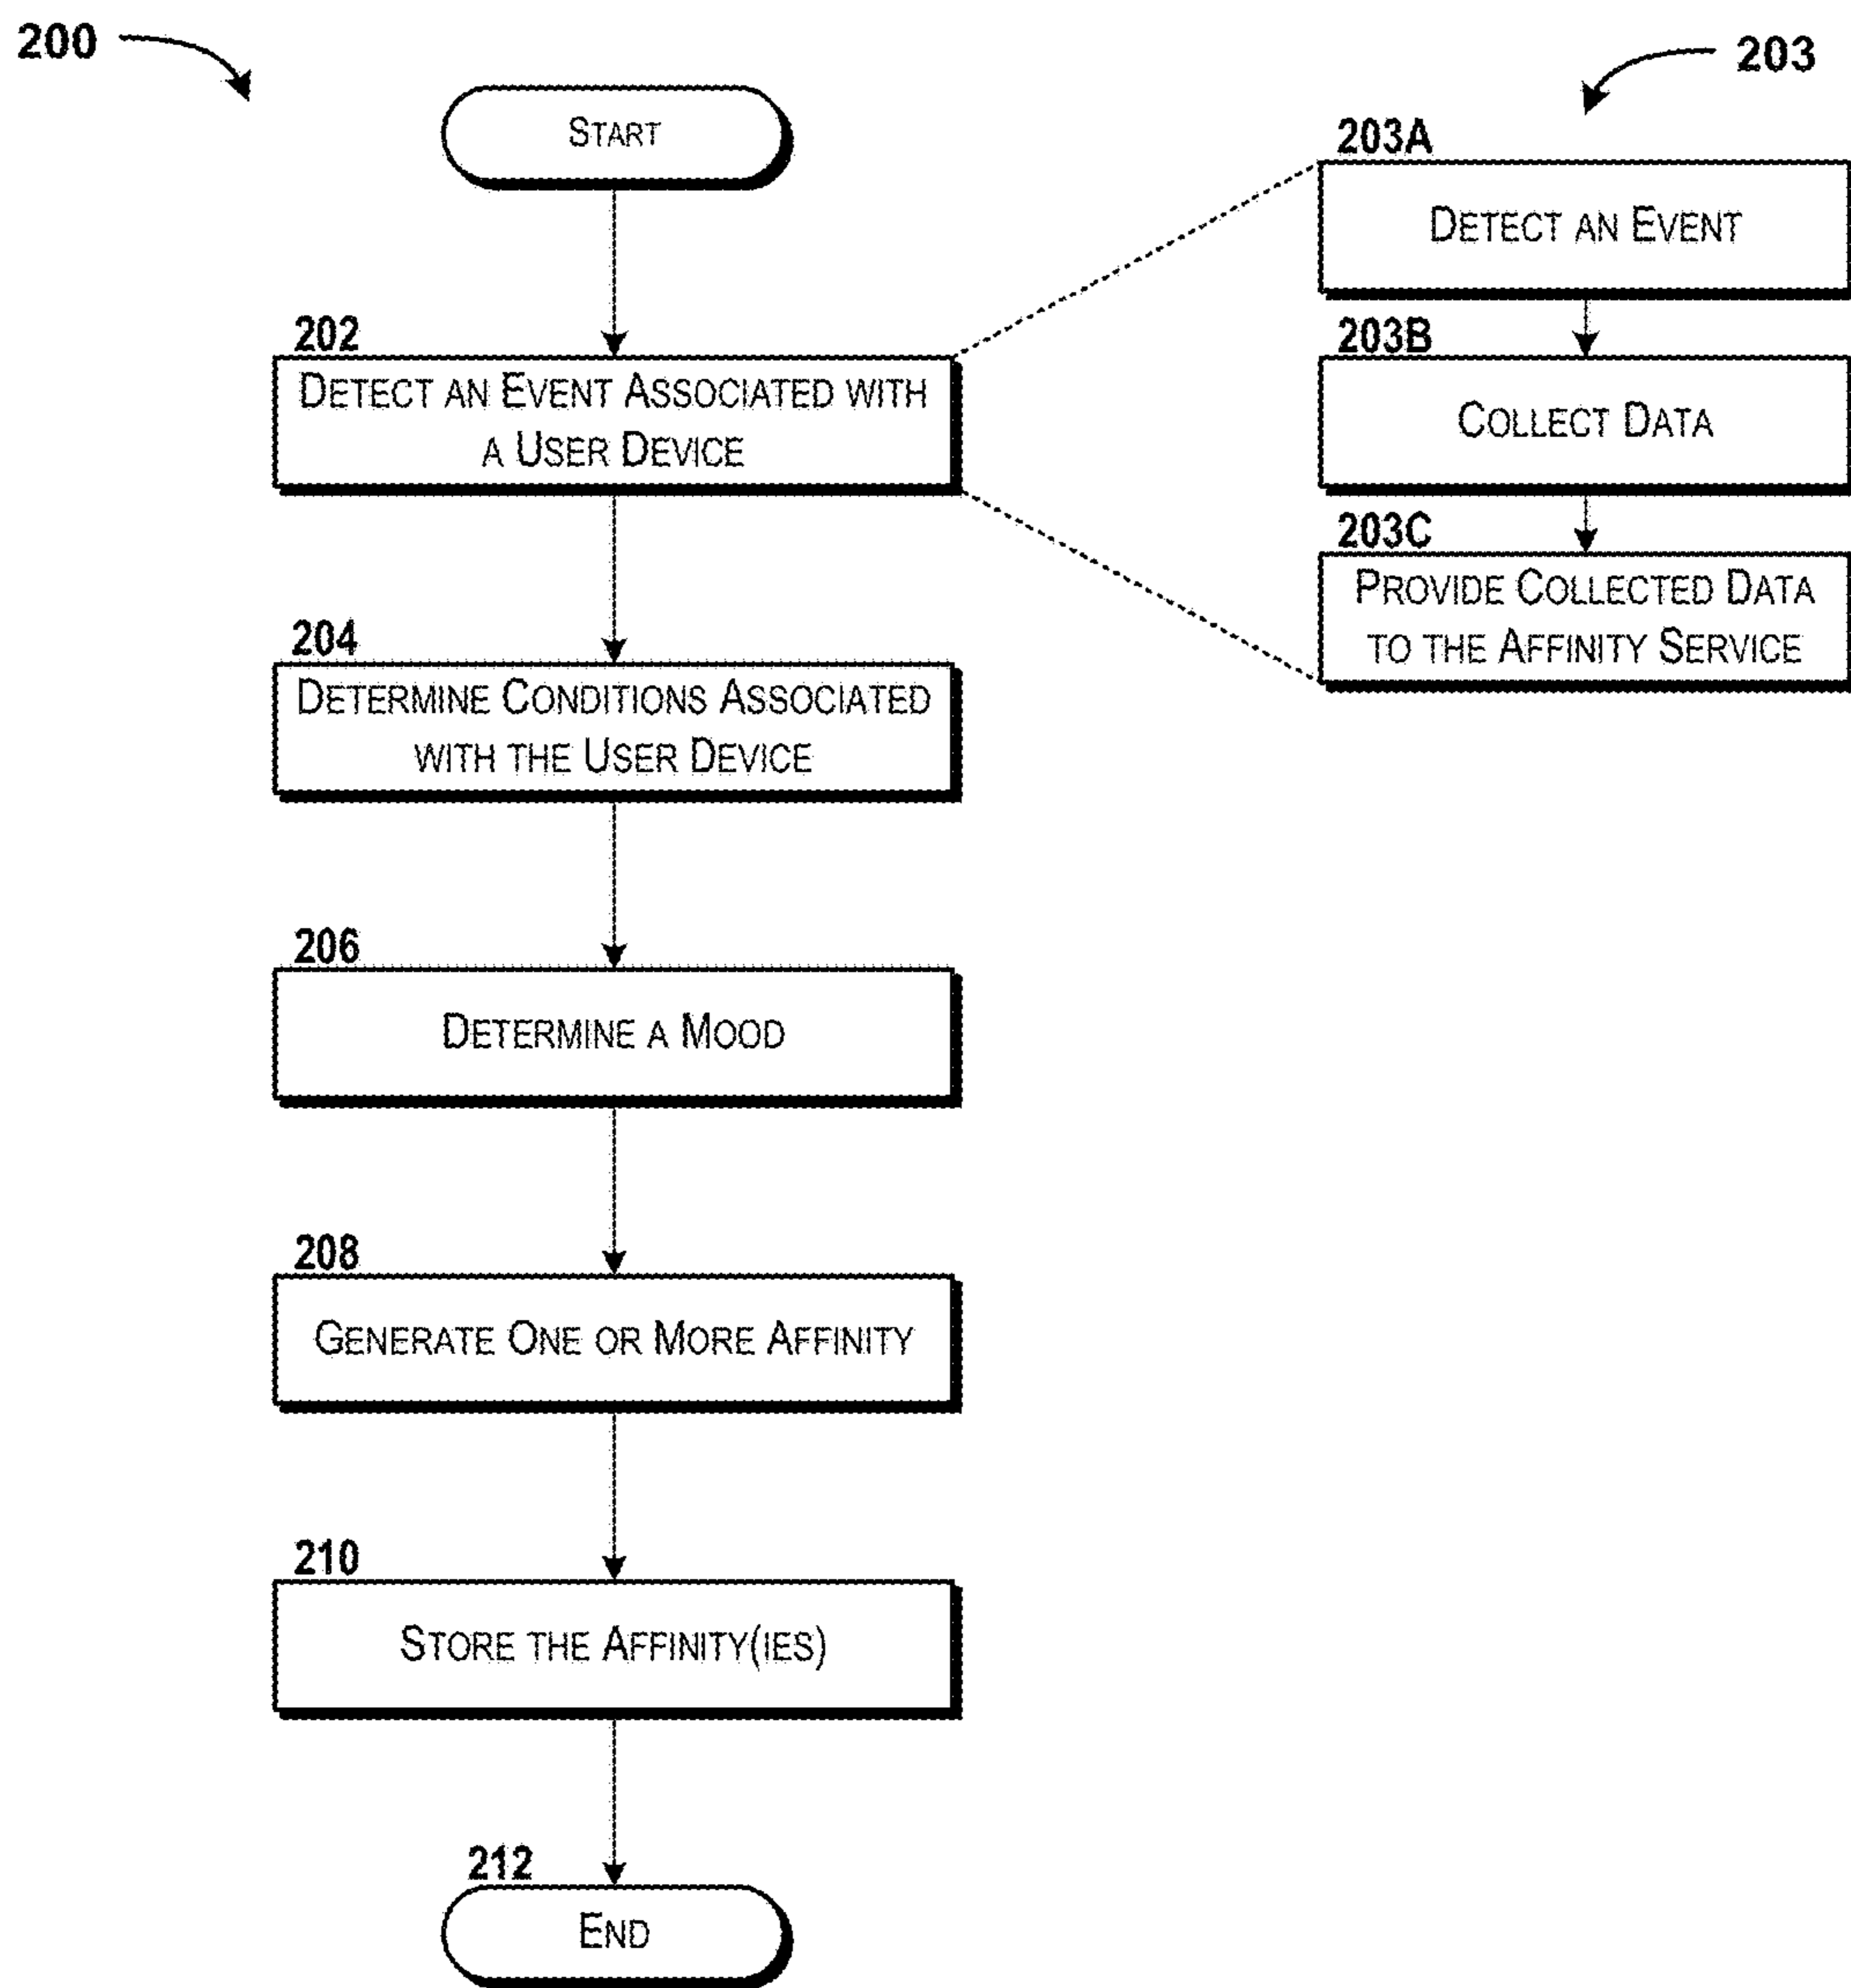 200
START
202
DETECT AN EVENT ASSOCIATED WITH
A USER DEVICE
204
DETERMINE CONDITIONS ASSOCIATED
WITH THE USER DEVICE
206
DETERMINE A MOOD
208
GENERATE ONE OR MORE AFFINITY
210
STORE THE AFFINITY(IES)
212
END
203
203A
DETECT AN EVENT
203B
COLLECT DATA
203C
PROVIDE COLLECTED DATA
TO THE AFFINITY SERVICE